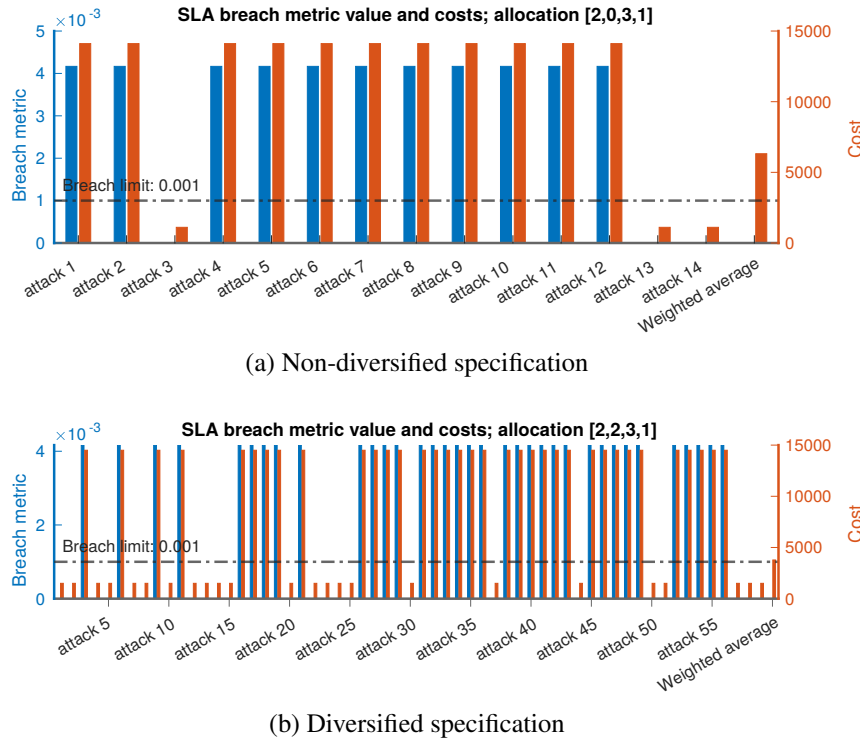 SLA breach metric value and costs; allocation [2,0,3,1]
×10⁻³
5
4
3
2
1
0
Breach metric
Breach limit: 0.001
15000
10000
5000
0
Cost
attack 1
attack 2
attack 3
attack 4
attack 5
attack 6
attack 7
attack 8
attack 9
attack 10
attack 11
attack 12
attack 13
attack 14
Weighted average
(a) Non-diversified specification
SLA breach metric value and costs; allocation [2,2,3,1]
×10⁻³
4
2
0
Breach metric
Breach limit: 0.001
15000
10000
5000
0
Cost
attack 5
attack 10
attack 15
attack 20
attack 25
attack 30
attack 35
attack 40
attack 45
attack 50
attack 55
Weighted average
(b) Diversified specification